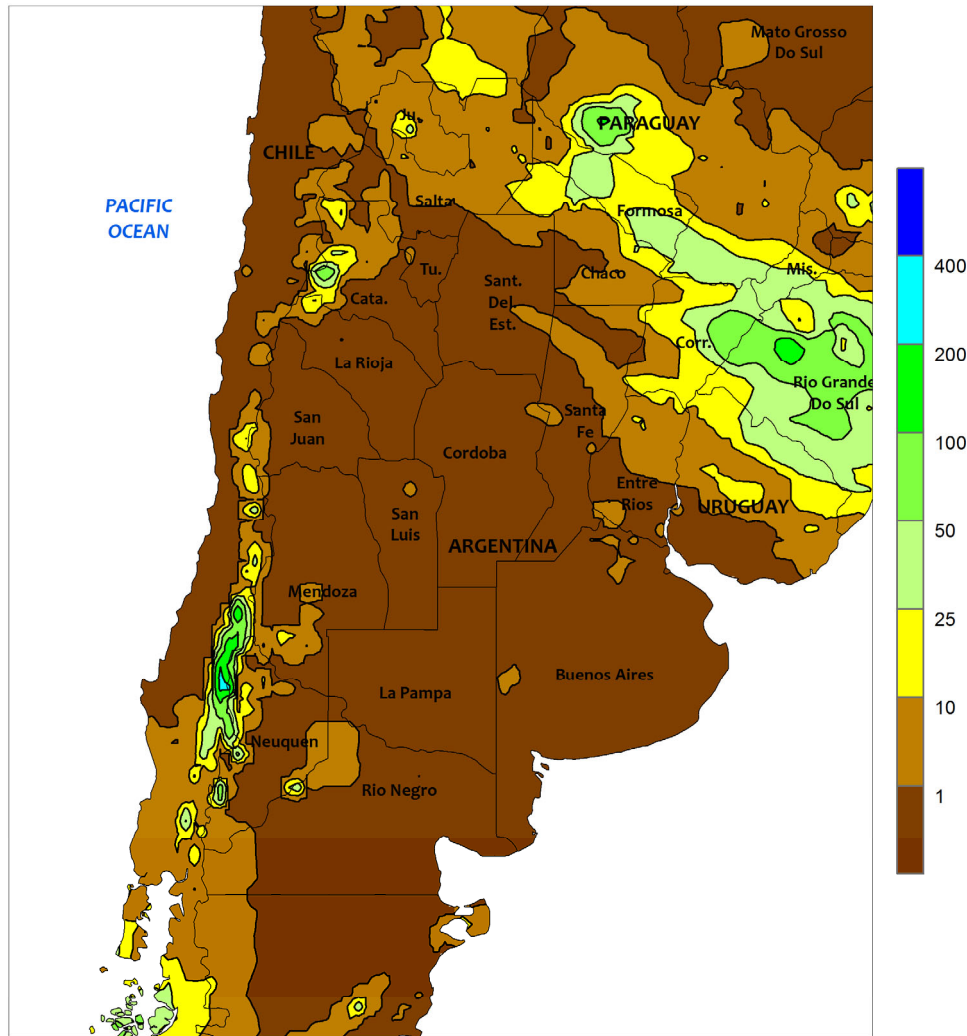 Mato Grosso
Do Sul
Ju.
PARAGUAY
CHILE
PACIFIC
OCEAN
Salta
Formosa
Tu.
Chaco
Mis.
Sant.
Del
Est.
Cata.
Corr.
La Rioja
Rio Grande
Do Sul
San
Juan
Santa
Fe
Cordoba
Entre
Rios
URUGUAY
San
Luis
ARGENTINA
Mendoza
Buenos Aires
La Pampa
Neuquen
Rio Negro
400
200
100
50
25
10
1